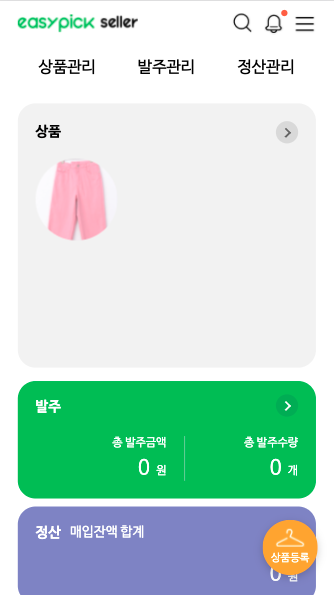 easypick seller
상품관리 발주관리 정산관리
상품
발주
총 발주금액 총 발주수량
0 원 0 개
정산 매입잔액 합계
상품등록
0 원